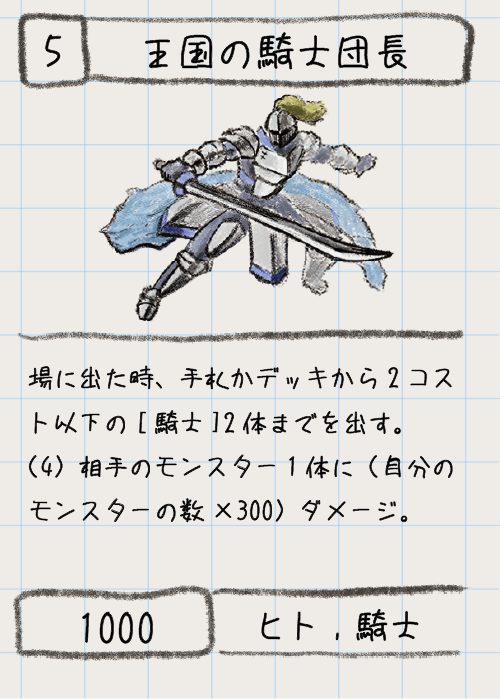 5
王国の騎士団長
場に出た時、手札かデッキから2コス
ト以下の[騎士]2体までを出す。
(4) 相手のモンスター1体に(自分の
モンスターの数×300)ダメージ。
1000
ヒト,騎士